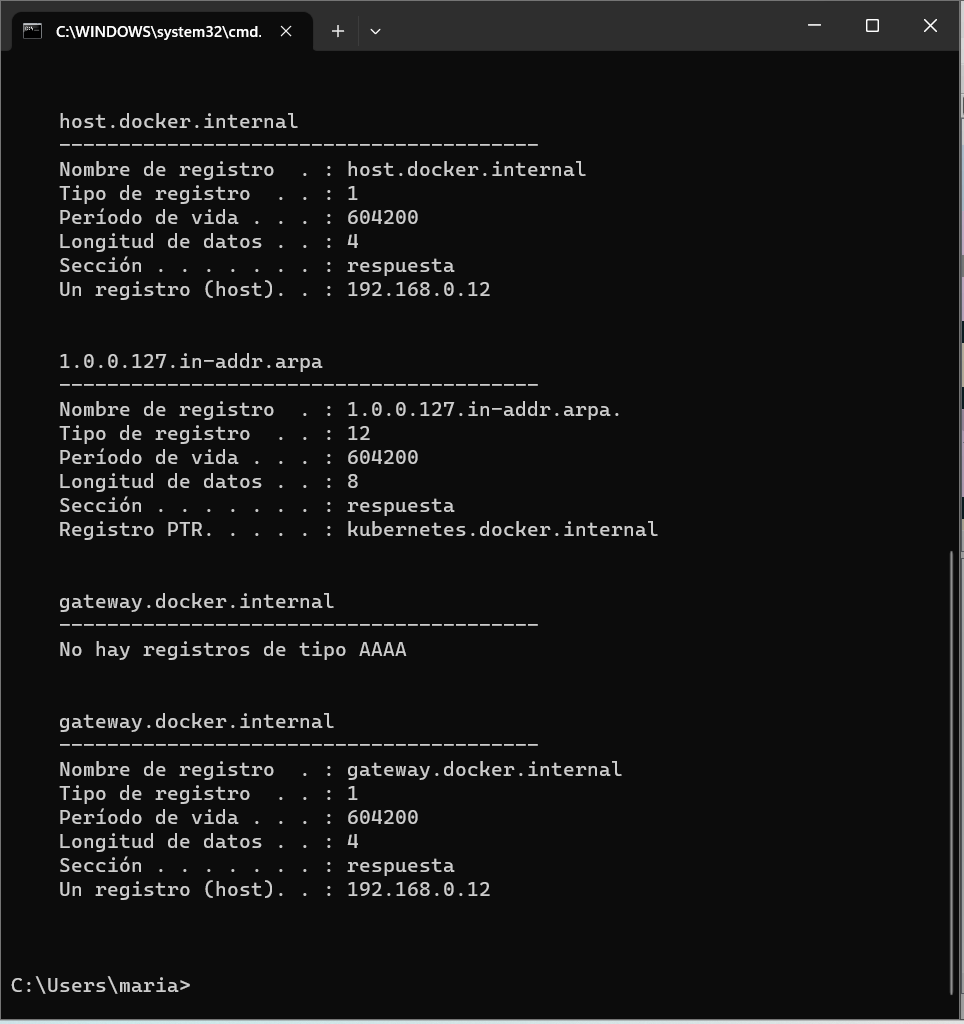 C:\WINDOWS\system32\cmd.
host.docker.internal
----------------------------------------
Nombre de registro  . : host.docker.internal
Tipo de registro  . . : 1
Período de vida . . . : 604200
Longitud de datos . . : 4
Sección . . . . . . . : respuesta
Un registro (host). . : 192.168.0.12
1.0.0.127.in-addr.arpa
----------------------------------------
Nombre de registro  . : 1.0.0.127.in-addr.arpa.
Tipo de registro  . . : 12
Período de vida . . . : 604200
Longitud de datos . . : 8
Sección . . . . . . . : respuesta
Registro PTR. . . . . : kubernetes.docker.internal
gateway.docker.internal
----------------------------------------
No hay registros de tipo AAAA
gateway.docker.internal
----------------------------------------
Nombre de registro  . : gateway.docker.internal
Tipo de registro  . . : 1
Período de vida . . . : 604200
Longitud de datos . . : 4
Sección . . . . . . . : respuesta
Un registro (host). . : 192.168.0.12
C:\Users\maria>